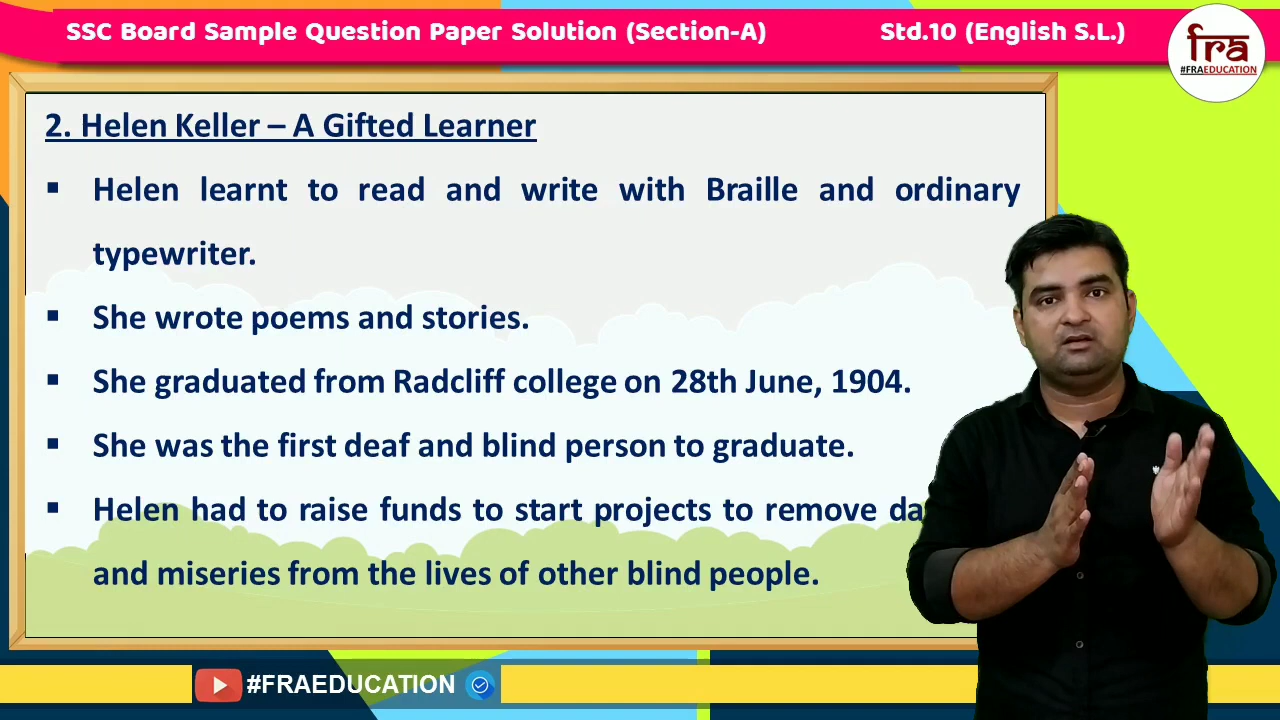 SSC Board Sample Question Paper Solution (Section-A) Std.10 (English S.L.)
fra
#FRAEDUCATION
2. Helen Keller – A Gifted Learner
▪ Helen learnt to read and write with Braille and ordinary
typewriter.
▪ She wrote poems and stories.
▪ She graduated from Radcliff college on 28th June, 1904.
▪ She was the first deaf and blind person to graduate.
▪ Helen had to raise funds to start projects to remove
and miseries from the lives of other blind people.
#FRAEDUCATION